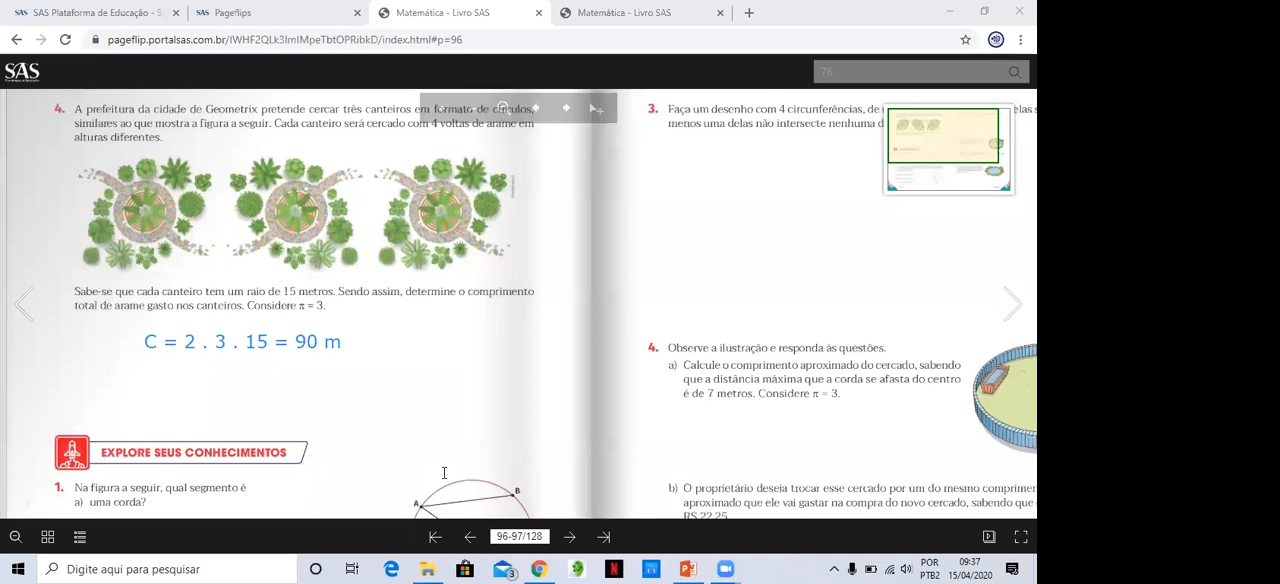 SAS Plataforma de Educação - S
Pageflips
Matemática - Livro SAS
Matemática - Livro SAS
pageflip.portalsas.com.br/IWHF2QLk3ImIMpeTbtOPRibkD/index.html#p=96
SAS
76
4. A prefeitura da cidade de Geometrix pretende cercar três canteiros em formato de círculos,
similares ao que mostra a figura a seguir. Cada canteiro será cercado com 4 voltas de arame em
alturas diferentes.
Sabe-se que cada canteiro tem um raio de 15 metros. Sendo assim, determine o comprimento
total de arame gasto nos canteiros. Considere π = 3.
C = 2 . 3 . 15 = 90 m
EXPLORE SEUS CONHECIMENTOS
1. Na figura a seguir, qual segmento é
a) uma corda?
A
B
3. Faça um desenho com 4 circunferências, de
menos uma delas não intersecte nenhuma d
4. Observe a ilustração e responda às questões.
a) Calcule o comprimento aproximado do cercado, sabendo
que a distância máxima que a corda se afasta do centro
é de 7 metros. Considere π = 3.
b) O proprietário deseja trocar esse cercado por um do mesmo comprimen
aproximado que ele vai gastar na compra do novo cercado, sabendo que
R$ 22,25
96-97/128
Digite aqui para pesquisar
3
POR
PTB2
09:37
15/04/2020